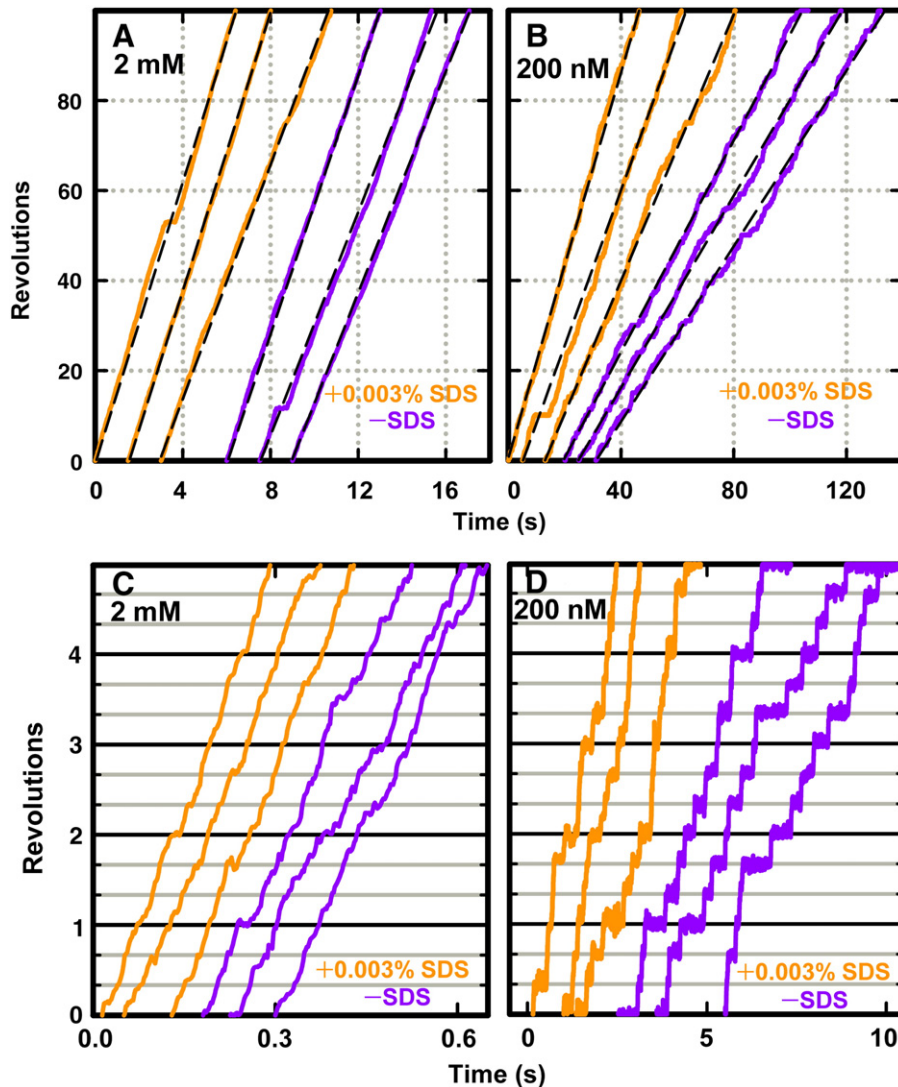 A
2 mM
B
200 nM
80
60
40
20
0
Revolutions
+0.003% SDS
−SDS
+0.003% SDS
−SDS
0 4 8 12 16
0 40 80 120
Time (s)
C
2 mM
D
200 nM
4
3
2
1
0
Revolutions
+0.003% SDS
−SDS
+0.003% SDS
−SDS
0.0 0.3 0.6
0 5 10
Time (s)